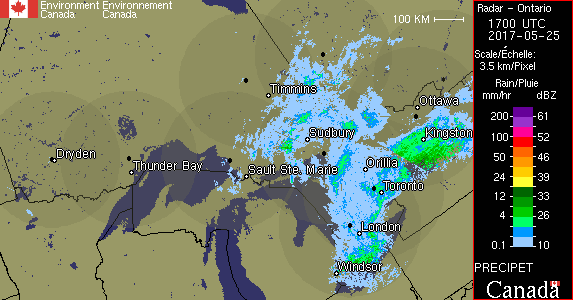 Environment Environnement
Canada Canada
100 KM
Timmins
Ottawa
Sudbury
Kingston
Dryden
Thunder Bay
Sault Ste. Marie
Orillia
Toronto
London
Windsor
Radar - Ontario
1700 UTC
2017-05-25
Scale/Échelle:
3.5 km/Pixel
Rain/Pluie
mm/hr dBZ
200 61
100 52
50 46
24 39
12 33
4 26
0.1 10
PRECIPET
Canada